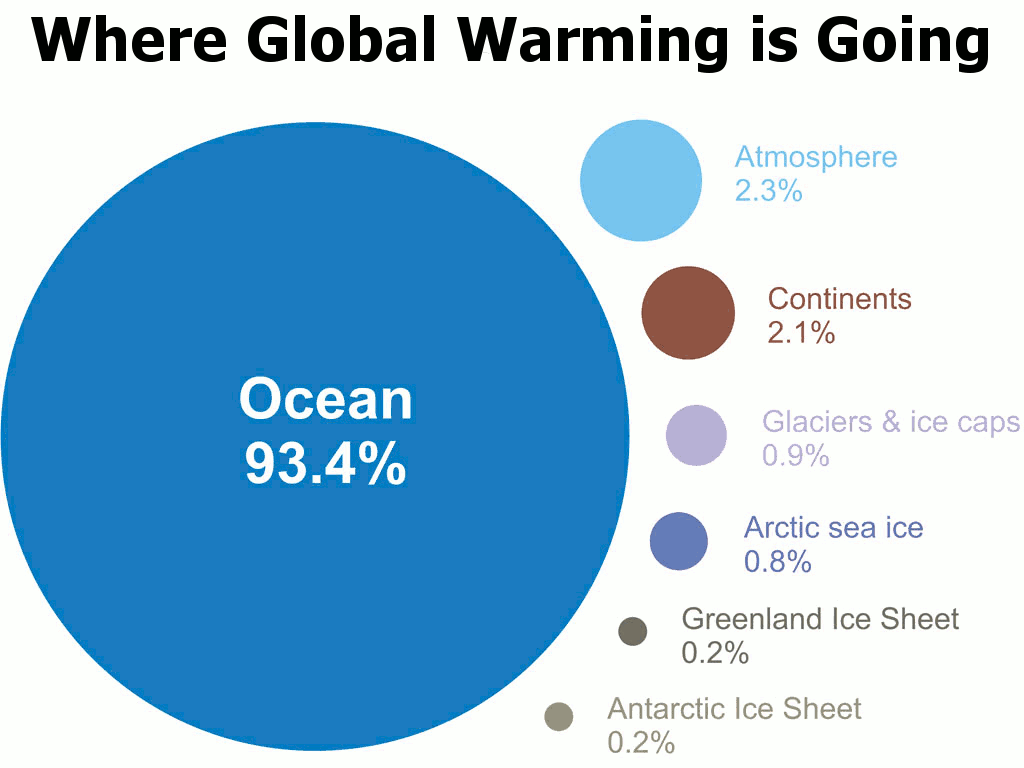 Where Global Warming is Going
Ocean
93.4%
Atmosphere
2.3%
Continents
2.1%
Glaciers & ice caps
0.9%
Arctic sea ice
0.8%
Greenland Ice Sheet
0.2%
Antarctic Ice Sheet
0.2%